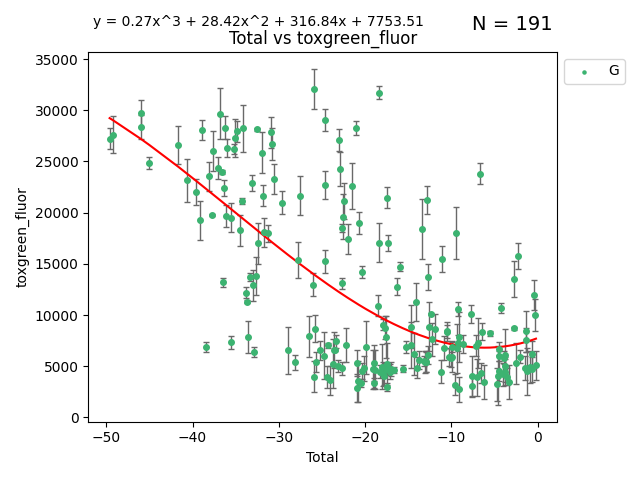 y = 0.27x^3 + 28.42x^2 + 316.84x + 7753.51
N = 191
Total vs toxgreen_fluor
35000
30000
25000
20000
15000
10000
5000
0
toxgreen_fluor
−50
−40
−30
−20
−10
0
Total
G